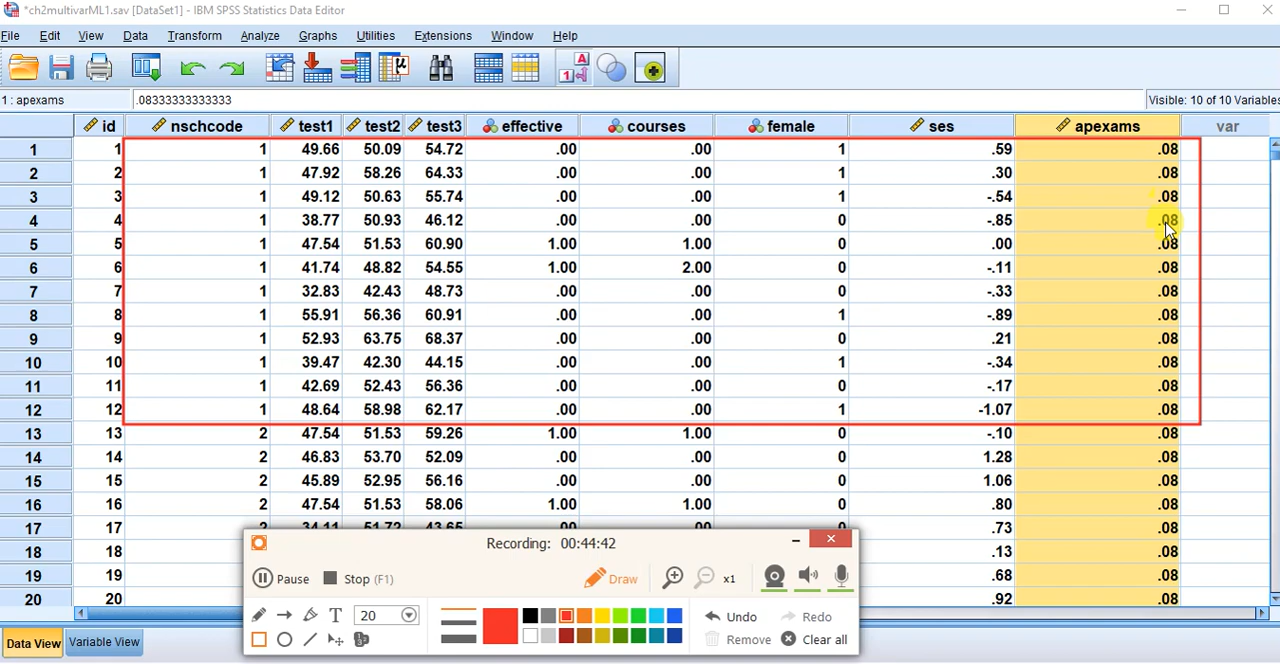 *ch2multivarML1.sav [DataSet1] - IBM SPSS Statistics Data Editor
File Edit View Data Transform Analyze Graphs Utilities Extensions Window Help
1 : apexams .08333333333333 Visible: 10 of 10 Variables
id nschcode test1 test2 test3 effective courses female ses apexams var
1 1 1 49.66 50.09 54.72 .00 .00 1 .59 .08
2 2 1 47.92 58.26 64.33 .00 .00 1 .30 .08
3 3 1 49.12 50.63 55.74 .00 .00 1 -.54 .08
4 4 1 38.77 50.93 46.12 .00 .00 0 -.85 .08
5 5 1 47.54 51.53 60.90 1.00 1.00 0 .00 .08
6 6 1 41.74 48.82 54.55 1.00 2.00 0 -.11 .08
7 7 1 32.83 42.43 48.73 .00 .00 0 -.33 .08
8 8 1 55.91 56.36 60.91 .00 .00 1 -.89 .08
9 9 1 52.93 63.75 68.37 .00 .00 0 .21 .08
10 10 1 39.47 42.30 44.15 .00 .00 1 -.34 .08
11 11 1 42.69 52.43 56.36 .00 .00 0 -.17 .08
12 12 1 48.64 58.98 62.17 .00 .00 1 -1.07 .08
13 13 2 47.54 51.53 59.26 1.00 1.00 0 -.10 .08
14 14 2 46.83 53.70 52.09 .00 .00 0 1.28 .08
15 15 2 45.89 52.95 56.16 .00 .00 0 1.06 .08
16 16 2 47.54 51.53 58.06 1.00 1.00 0 .80 .08
17 17 2 34.11 51.72 43.65 .00 .00 0 .73 .08
18 18 .13 .08
19 19 .68 .08
20 20 .92 .08
Recording: 00:44:42
Pause Stop (F1) Draw x1
T 20 Undo Redo
Remove Clear all
Data View Variable View